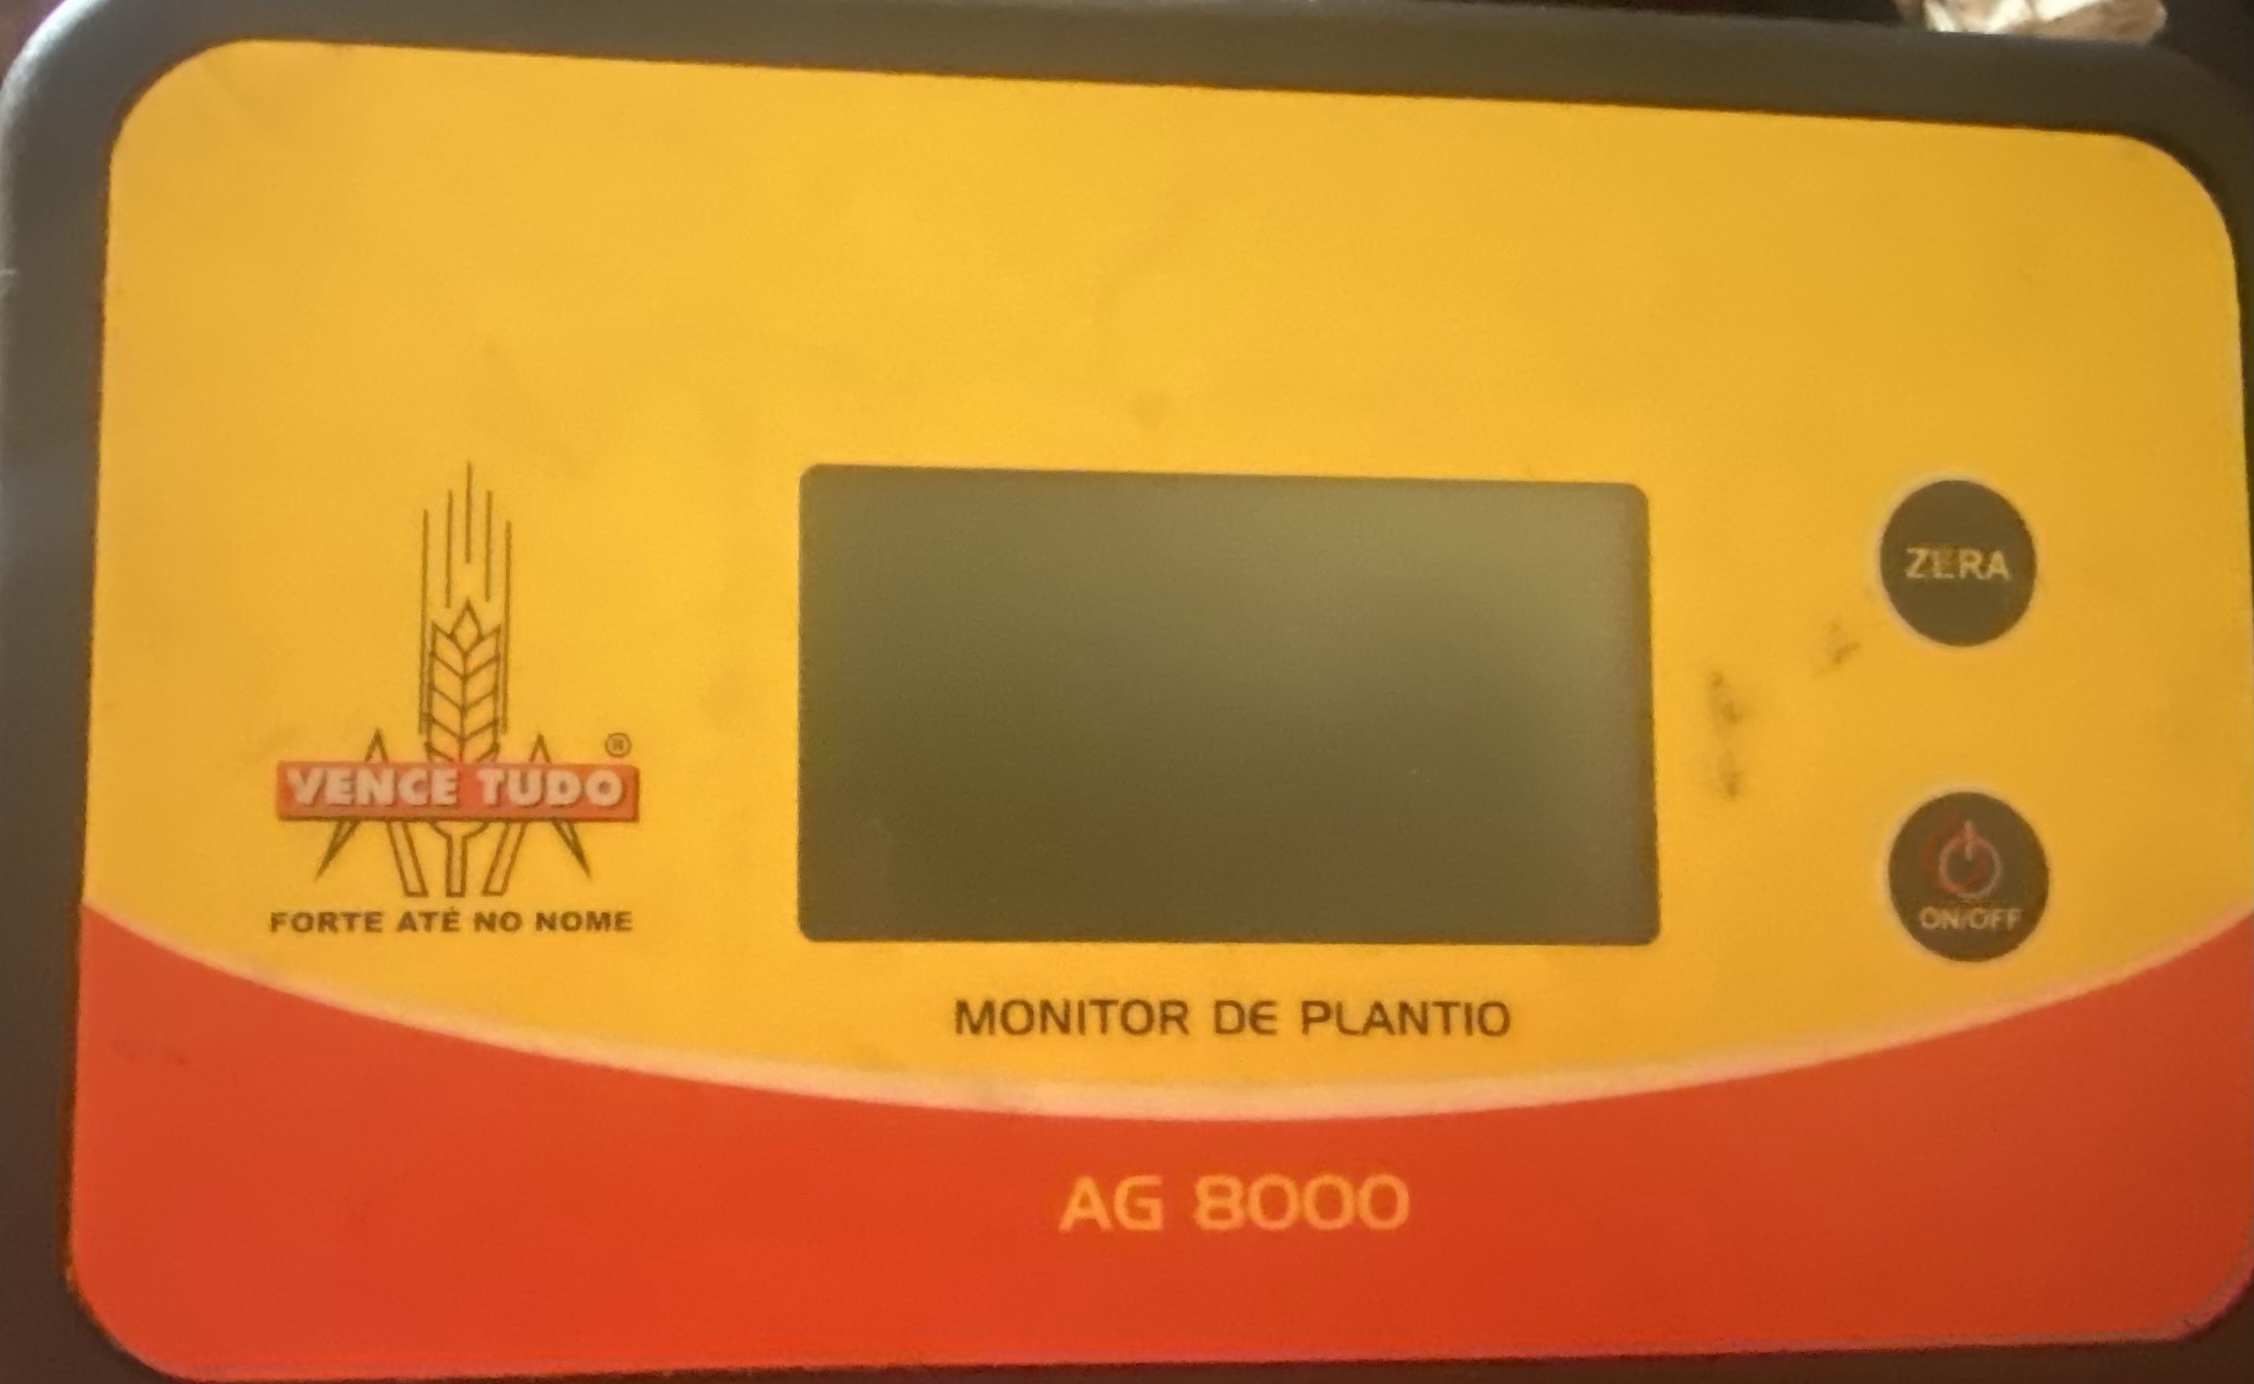 ZERA
®
VENCE TUDO
FORTE ATÉ NO NOME
ON/OFF
MONITOR DE PLANTIO
AG 8000